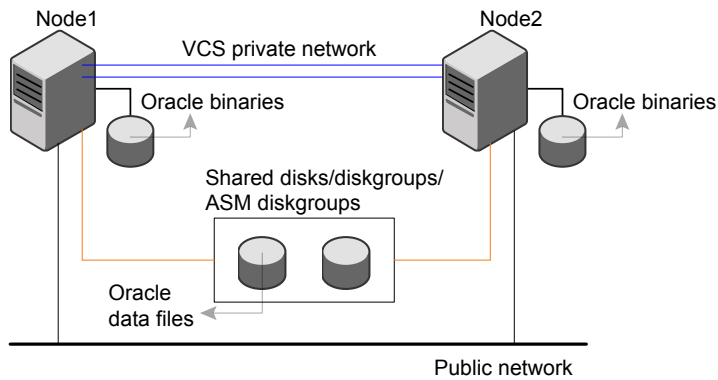 Node1
Node2
VCS private network
Oracle binaries
Oracle binaries
Shared disks/diskgroups/
ASM diskgroups
Oracle
data files
Public network